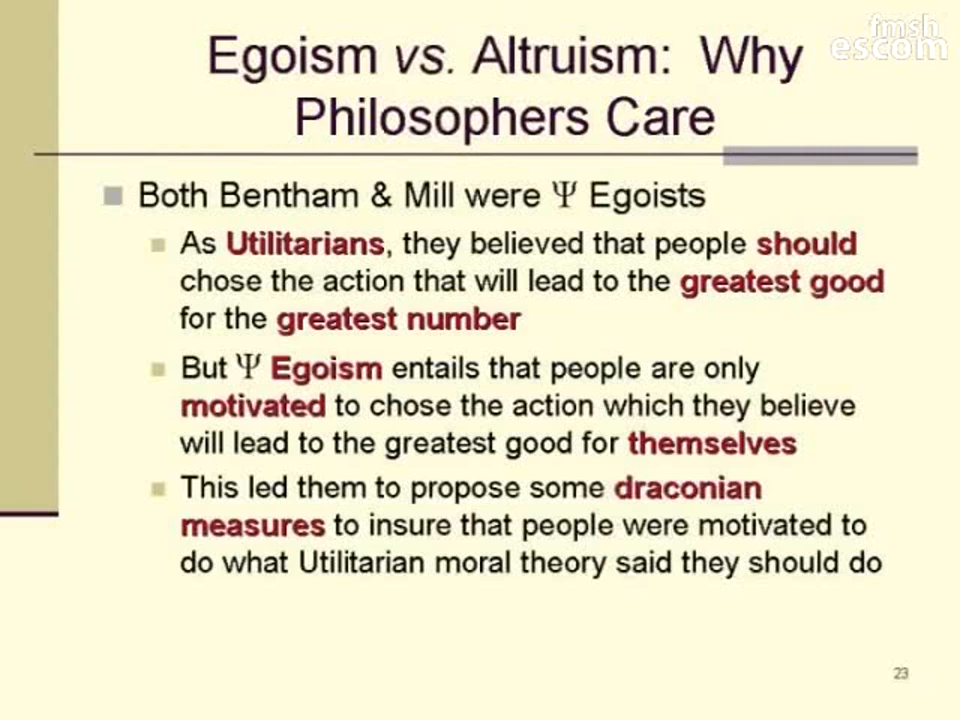 fmsh
escom
Egoism vs. Altruism: Why
Philosophers Care
Both Bentham & Mill were Ψ Egoists
As Utilitarians, they believed that people should
chose the action that will lead to the greatest good
for the greatest number
But Ψ Egoism entails that people are only
motivated to chose the action which they believe
will lead to the greatest good for themselves
This led them to propose some draconian
measures to insure that people were motivated to
do what Utilitarian moral theory said they should do
23